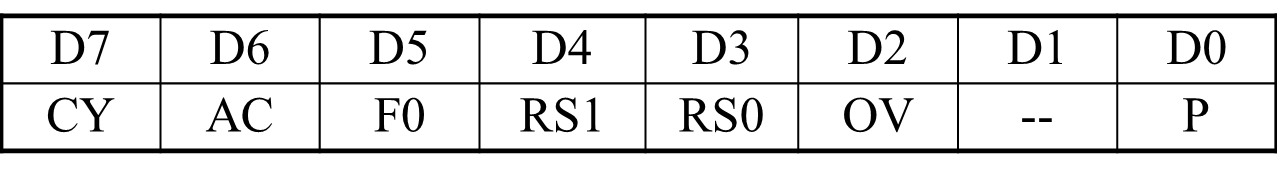 D7 D6 D5 D4 D3 D2 D1 D0
CY AC F0 RS1 RS0 OV -- P